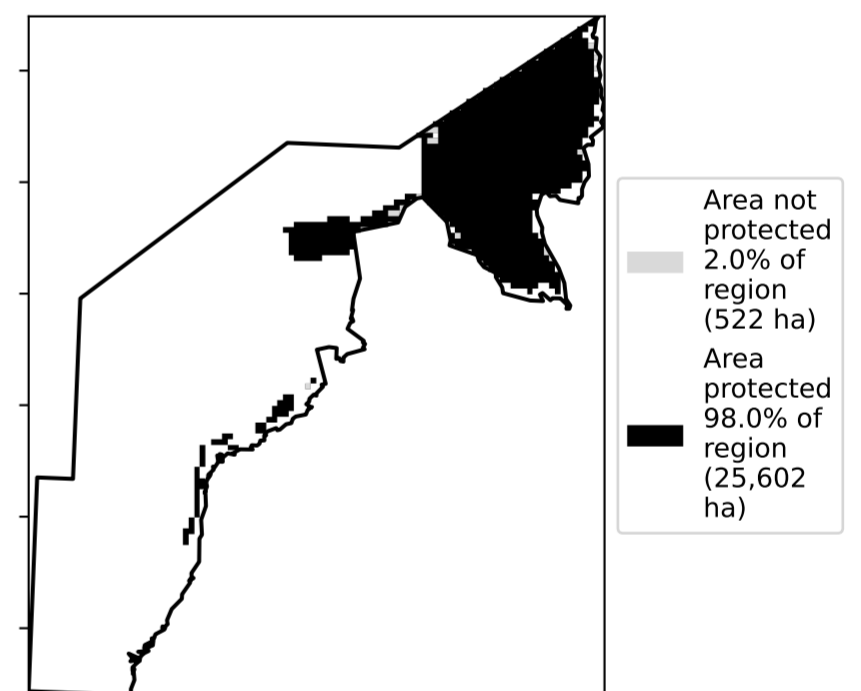 Area not
protected
2.0% of
region
(522 ha)
Area
protected
98.0% of
region
(25,602
ha)